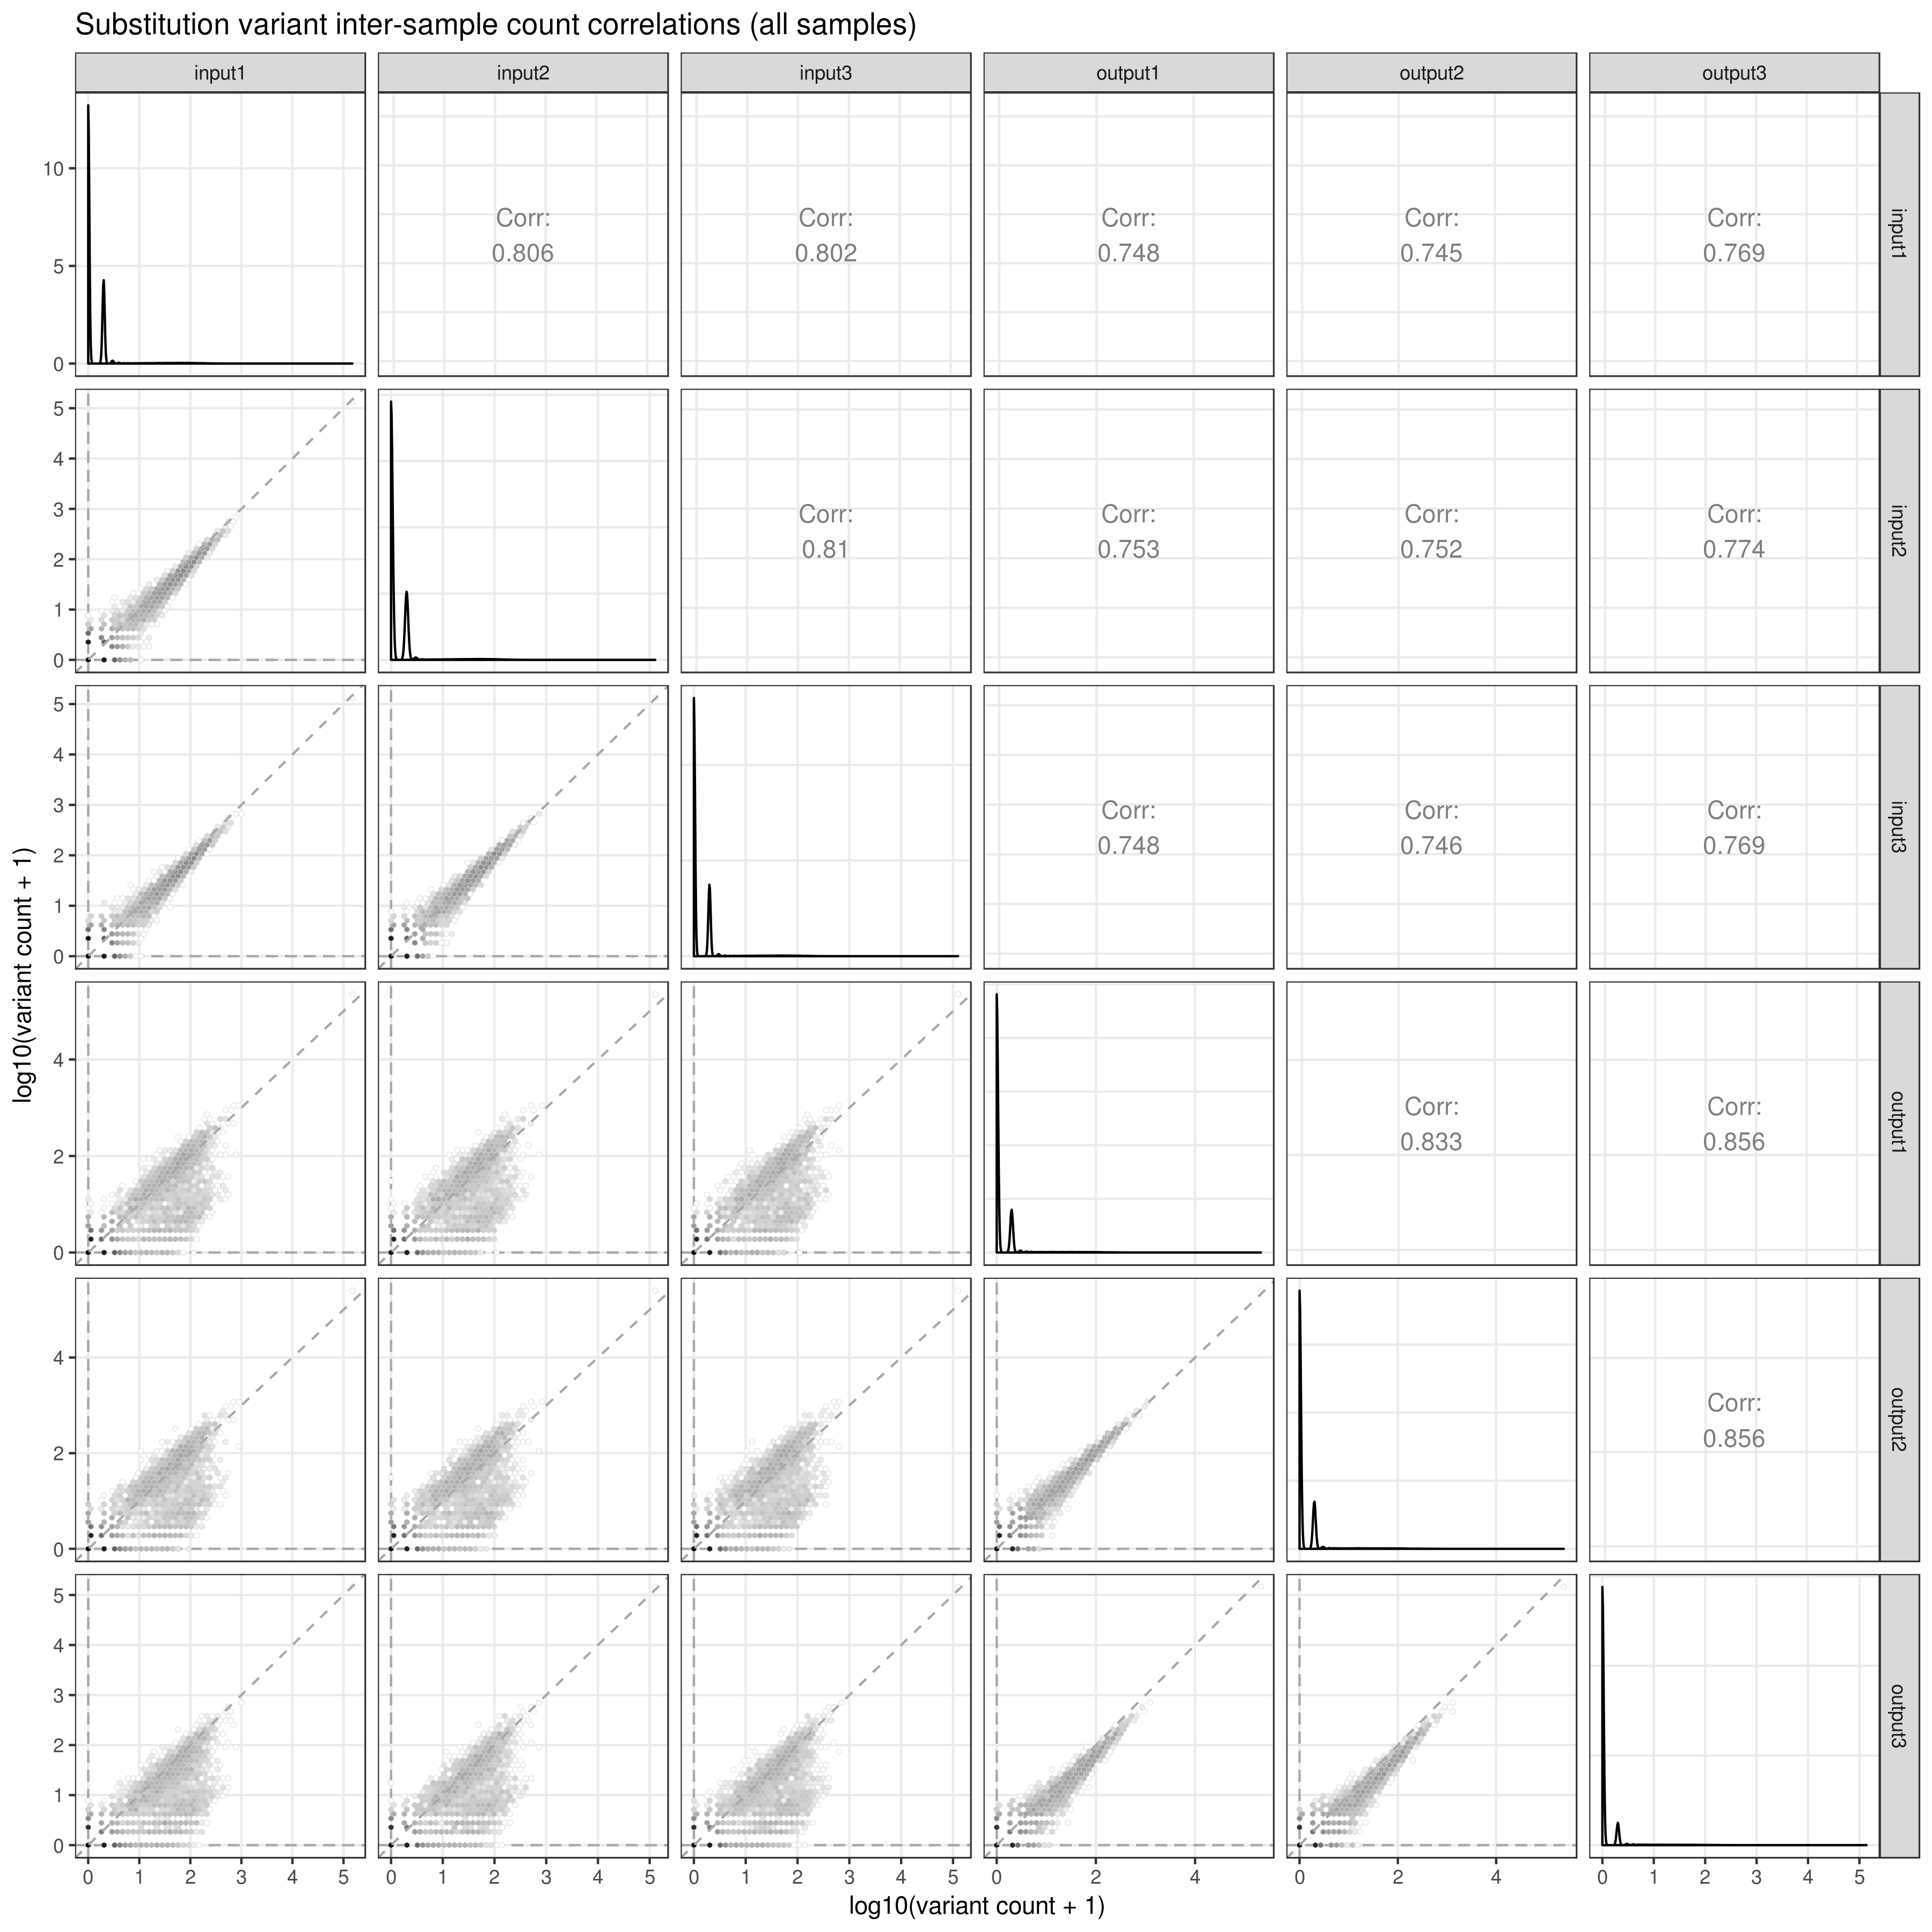 Substitution variant inter-sample count correlations (all samples)
input1 input2 input3 output1 output2 output3
10
5
0
Corr:
0.806
Corr:
0.802
Corr:
0.748
Corr:
0.745
Corr:
0.769
input1
5
4
3
2
1
0
Corr:
0.81
Corr:
0.753
Corr:
0.752
Corr:
0.774
input2
5
4
3
2
1
0
Corr:
0.748
Corr:
0.746
Corr:
0.769
input3
4
2
0
Corr:
0.833
Corr:
0.856
output1
4
2
0
Corr:
0.856
output2
5
4
3
2
1
0
output3
0 1 2 3 4 5 0 1 2 3 4 5 0 1 2 3 4 5 0 2 4 0 2 4 0 1 2 3 4 5
log10(variant count + 1)
log10(variant count + 1)